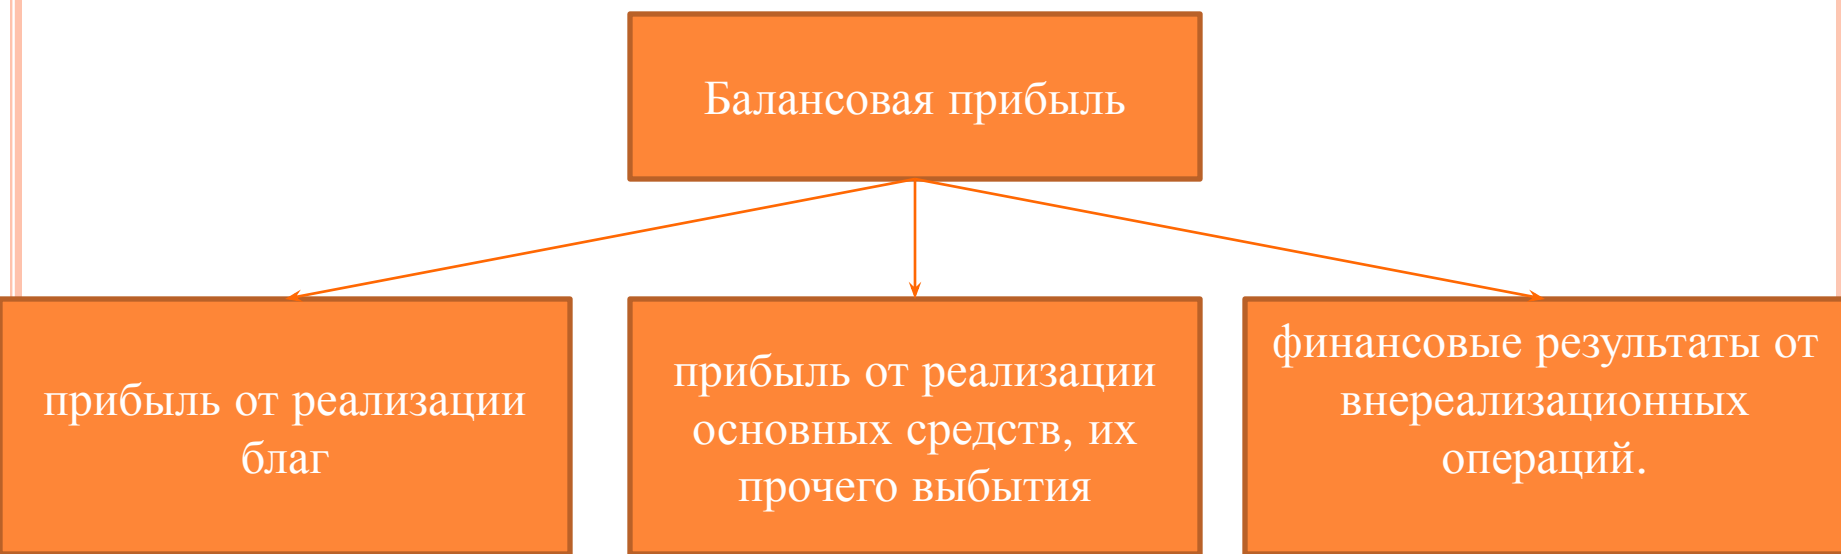 Балансовая прибыль
прибыль от реализации
благ
прибыль от реализации
основных средств, их
прочего выбытия
финансовые результаты от
внереализационных
операций.